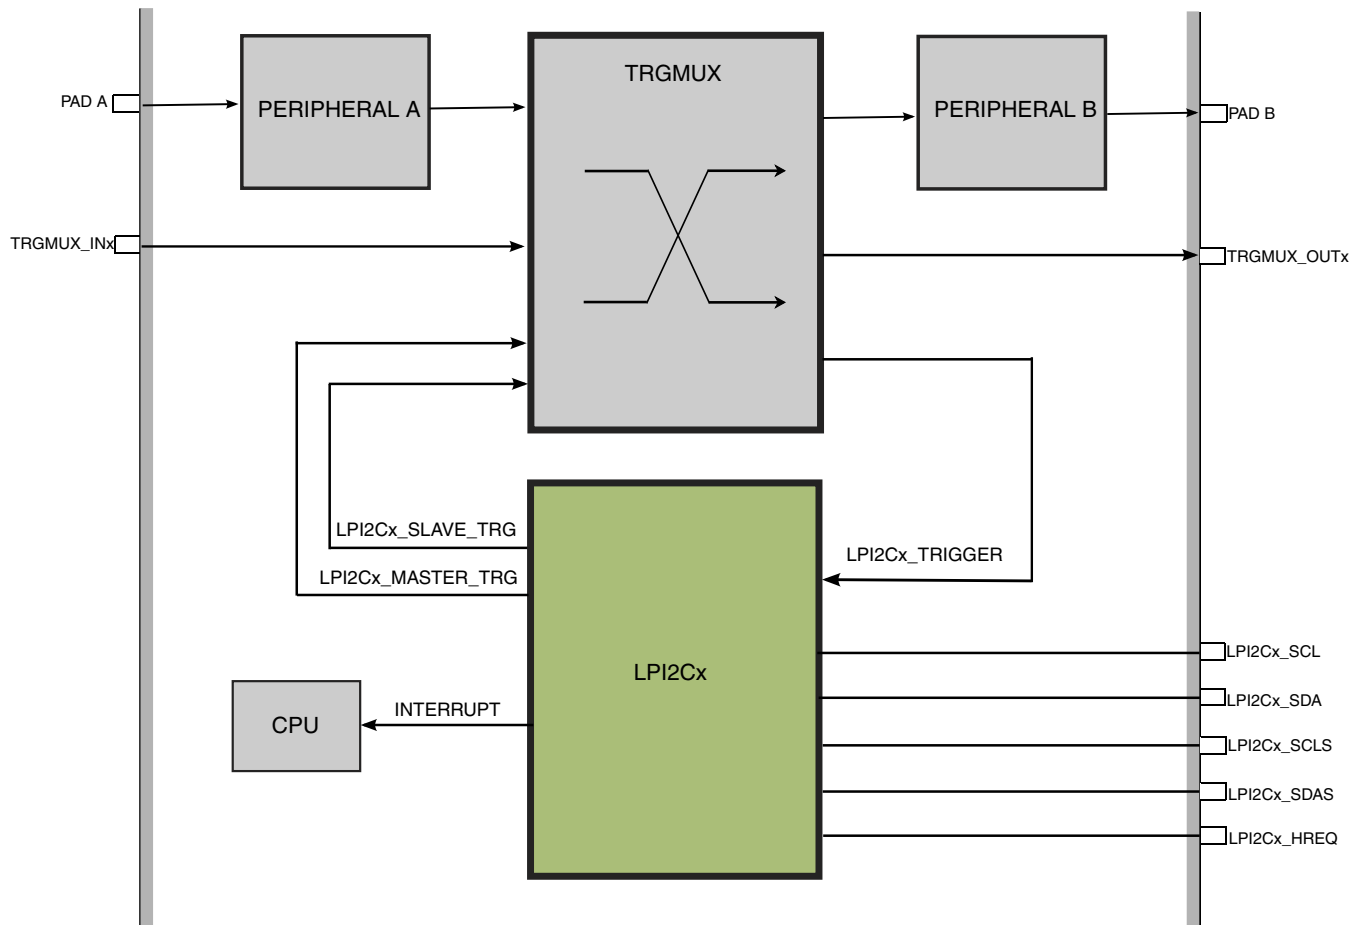 TRGMUX
PAD A
PERIPHERAL A
PERIPHERAL B
PAD B
TRGMUX_INx
TRGMUX_OUTx
LPI2Cx_SLAVE_TRG
LPI2Cx_TRIGGER
LPI2Cx_MASTER_TRG
LPI2Cx_SCL
LPI2Cx
LPI2Cx_SDA
INTERRUPT
CPU
LPI2Cx_SCLS
LPI2Cx_SDAS
LPI2Cx_HREQ